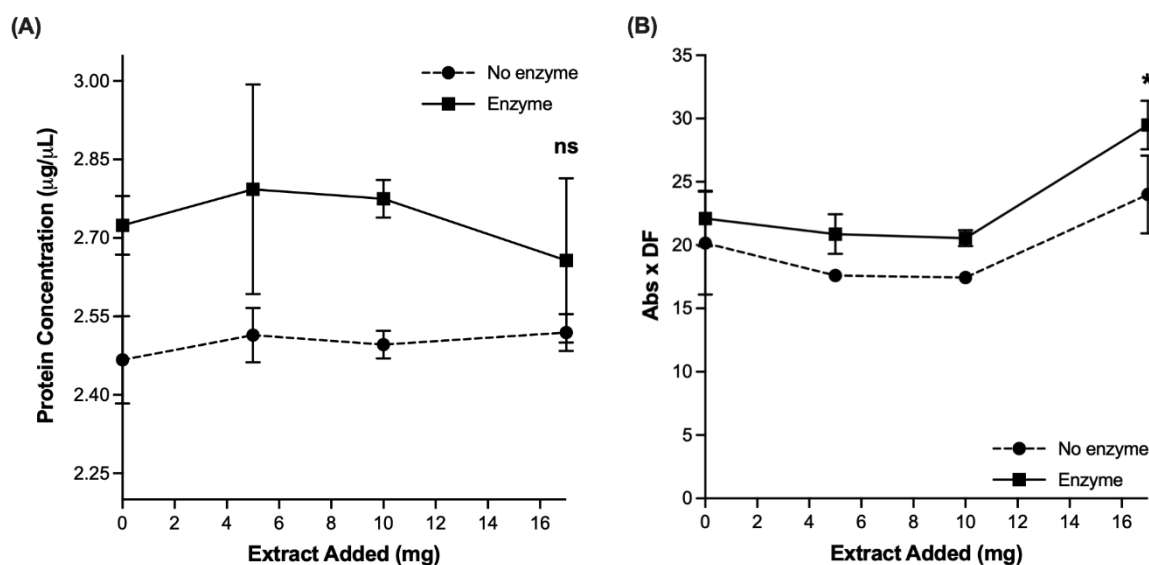 (A)
No enzyme
Enzyme
ns
Protein Concentration (μg/μL)
3.00
2.85
2.70
2.55
2.40
2.25
0 2 4 6 8 10 12 14 16
Extract Added (mg)
(B)
*
Abs x DF
35
30
25
20
15
10
5
0
No enzyme
Enzyme
0 2 4 6 8 10 12 14 16
Extract Added (mg)